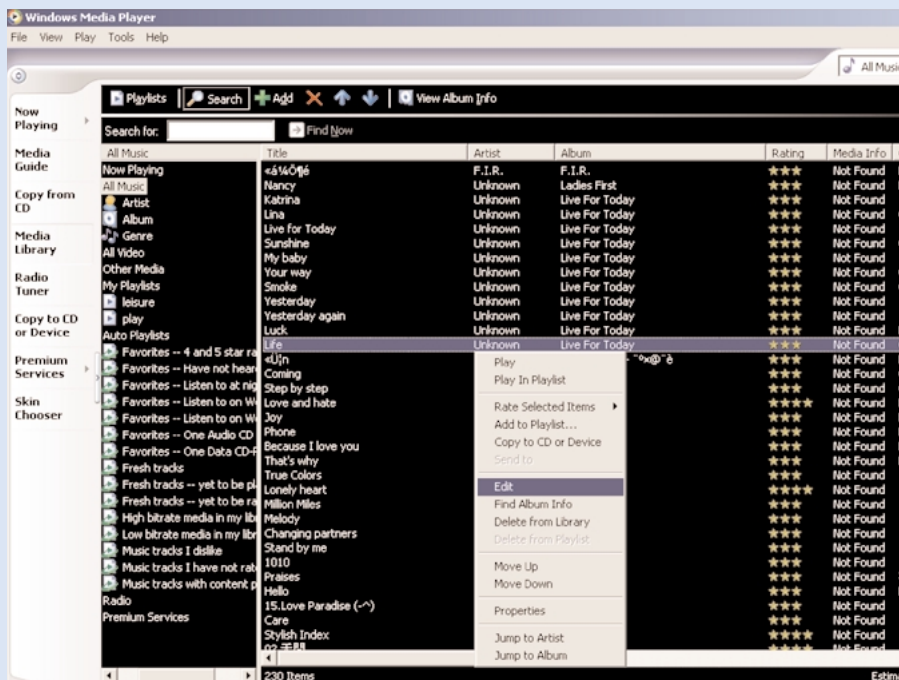 Windows Media Player
File View Play Tools Help
All Musi
Now Playing
Media Guide
Copy from CD
Media Library
Radio Tuner
Copy to CD or Device
Premium Services
Skin Chooser
Playlists Search Add View Album Info
Search for: Find Now
All Music
Now Playing
All Music
Artist
Album
Genre
All Video
Other Media
My Playlists
leisure
play
Auto Playlists
Favorites -- 4 and 5 star ra
Favorites -- Have not hear
Favorites -- Listen to at nig
Favorites -- Listen to on W
Favorites -- Listen to on W
Favorites -- One Audio CD
Favorites -- One Data CD-R
Fresh tracks
Fresh tracks -- yet to be pl
Fresh tracks -- yet to be ra
High bitrate media in my lib
Low bitrate media in my libr
Music tracks I dislike
Music tracks I have not rat
Music tracks with content p
Radio
Premium Services
Title Artist Album Rating Media Info
F.I.R. F.I.R. Not Found
Nancy Unknown Ladies First Not Found
Katrina Unknown Live For Today Not Found
Lina Unknown Live For Today Not Found
Live for Today Unknown Live For Today Not Found
Sunshine Unknown Live For Today Not Found
My baby Unknown Live For Today Not Found
Your way Unknown Live For Today Not Found
Smoke Unknown Live For Today Not Found
Yesterday Unknown Live For Today Not Found
Yesterday again Unknown Live For Today Not Found
Luck Unknown Live For Today Not Found
Life Unknown Live For Today Not Found
Not Found
Coming Not Found
Step by step Not Found
Love and hate Not Found
Joy Not Found
Phone Not Found
Because I love you Not Found
That's why Not Found
True Colors Not Found
Lonely heart Not Found
Million Miles Not Found
Melody Not Found
Changing partners Not Found
Stand by me Not Found
1010 Not Found
Praises Not Found
Hello Not Found
15.Love Paradise (-^) Not Found
Care Not Found
Stylish Index Not Found
Not Found
Play
Play In Playlist
Rate Selected Items
Add to Playlist...
Copy to CD or Device
Send to
Edit
Find Album Info
Delete from Library
Delete from Playlist
Move Up
Move Down
Properties
Jump to Artist
Jump to Album
230 Items Estim